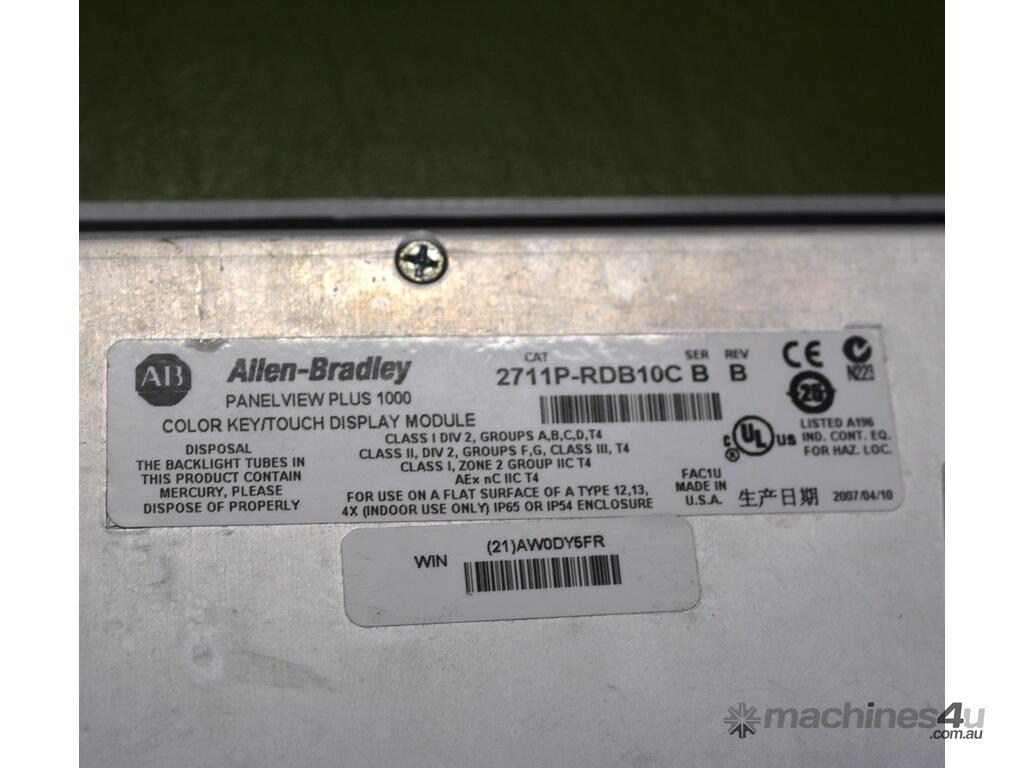 AB
Allen-Bradley
PANELVIEW PLUS 1000
COLOR KEY/TOUCH DISPLAY MODULE
CAT SER REV
2711P-RDB10C B B
CE
N223
DISPOSAL
THE BACKLIGHT TUBES IN
THIS PRODUCT CONTAIN
MERCURY, PLEASE
DISPOSE OF PROPERLY
CLASS I DIV 2, GROUPS A,B,C,D,T4
CLASS II, DIV 2, GROUPS F,G, CLASS III, T4
CLASS I, ZONE 2 GROUP IIC T4
AEx nC IIC T4
FOR USE ON A FLAT SURFACE OF A TYPE 12,13,
4X (INDOOR USE ONLY) IP65 OR IP54 ENCLOSURE
25
C UL US
R
LISTED A196
IND. CONT. EQ.
FOR HAZ. LOC.
FAC1U
MADE IN
U.S.A.
生产日期 2007/04/10
WIN (21)AW0DY5FR
machines4u
.com.au